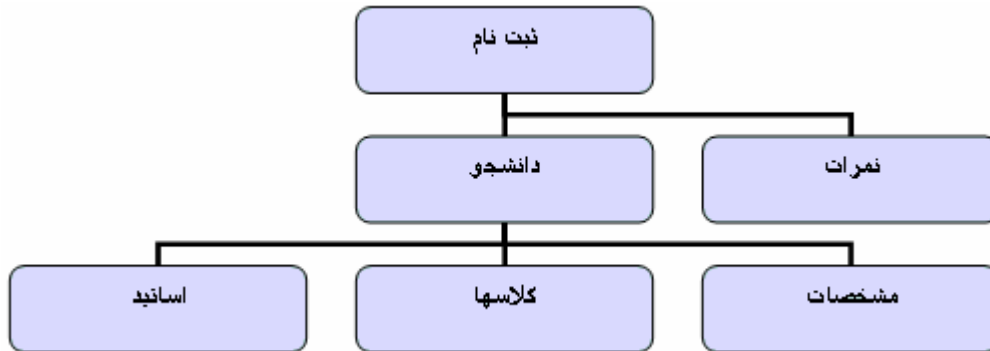 ثبت نام
نمرات
دانشجو
مشخصات
کلاسها
اساتید